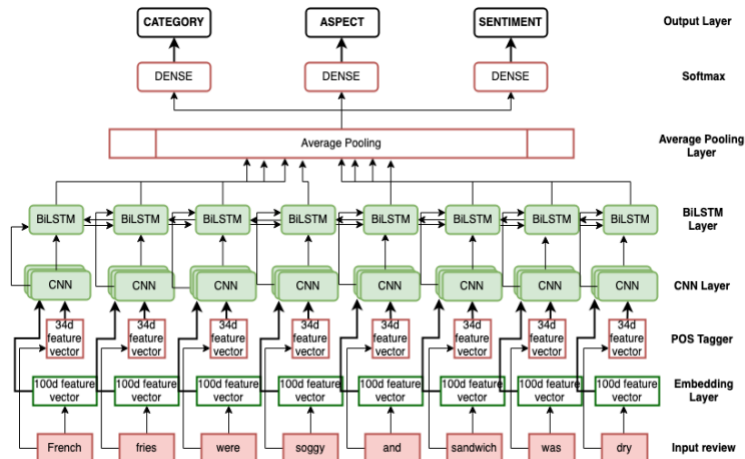 CATEGORY ASPECT SENTIMENT Output Layer
DENSE DENSE DENSE Softmax
Average Pooling Average Pooling
Layer
BiLSTM BiLSTM BiLSTM BiLSTM BiLSTM BiLSTM BiLSTM BiLSTM BiLSTM
Layer
CNN CNN CNN CNN CNN CNN CNN CNN CNN Layer
34d 34d 34d 34d 34d 34d 34d 34d
feature feature feature feature feature feature feature feature POS Tagger
vector vector vector vector vector vector vector vector
100d feature 100d feature 100d feature 100d feature 100d feature 100d feature 100d feature 100d feature Embedding
vector vector vector vector vector vector vector vector Layer
French fries were soggy and sandwich was dry Input review